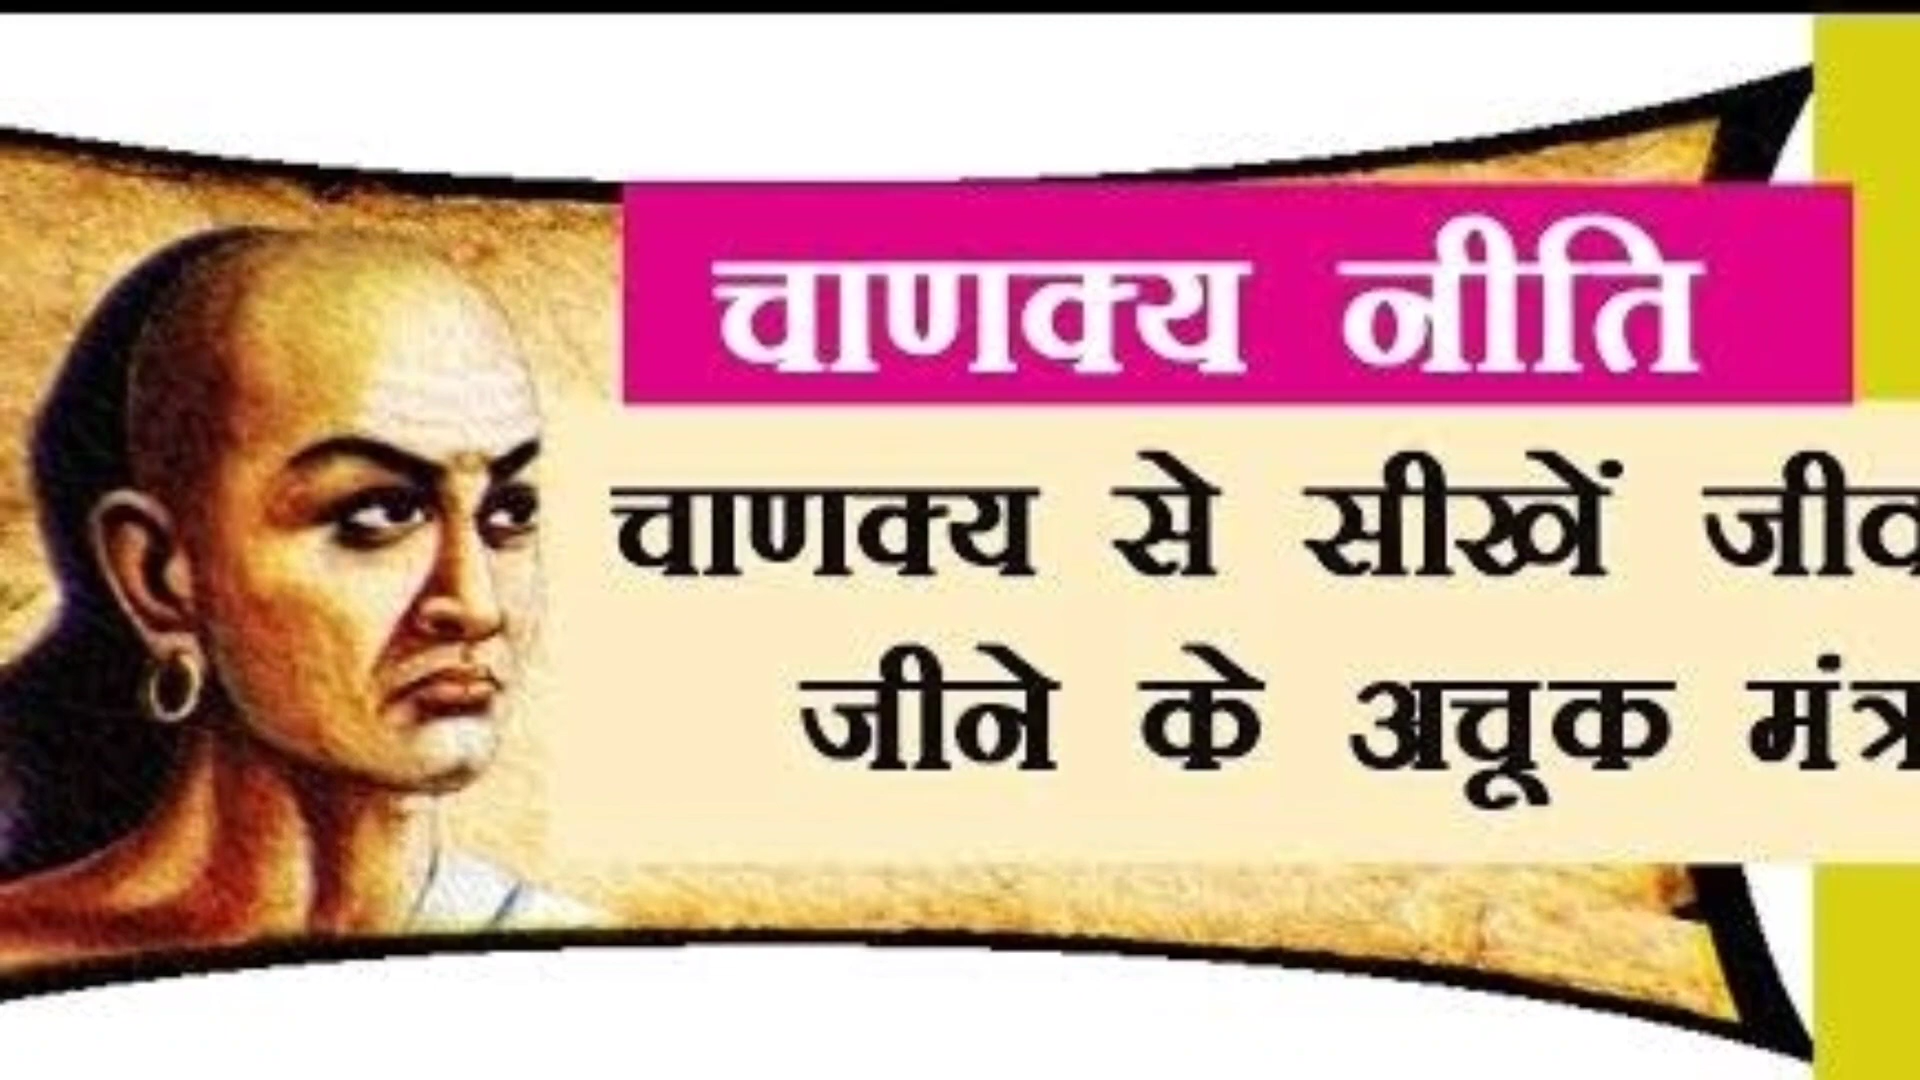 चाणक्य नीति
चाणक्य से सीखें
जीने के अचूक मंत्र